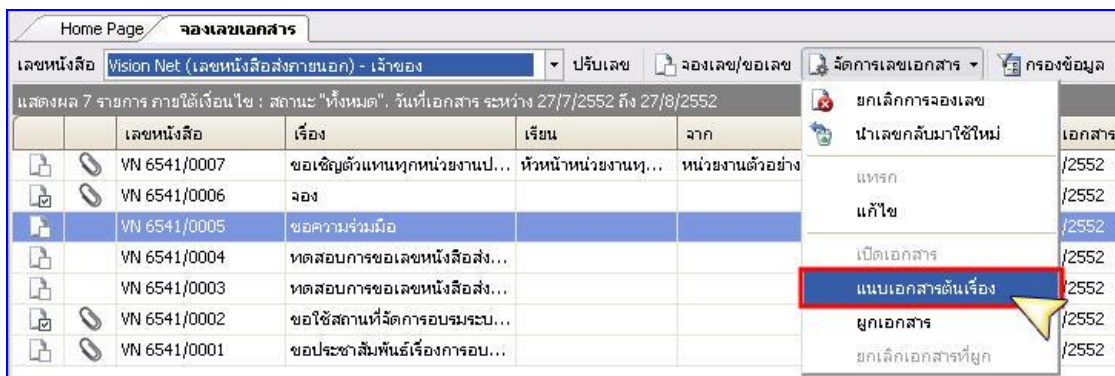 Home Page จองเลขเอกสาร
เลขหนังสือ Vision Net (เลขหนังสือส่งภายนอก) - เจ้าของ ปรับเลข จองเลข/ขอเลข จัดการเลขเอกสาร กรองข้อมูล
แสดงผล 7 รายการ ภายใต้เงื่อนไข : สถานะ "ทั้งหมด". วันที่เอกสาร ระหว่าง 27/7/2552 ถึง 27/8/2552
เลขหนังสือ เรื่อง เรียน จาก เอกสาร
VN 6541/0007 ขอเชิญตัวแทนทุกหน่วยงานป... หัวหน้าหน่วยงานทุ... หน่วยงานตัวอย่าง /2552
VN 6541/0006 จอง /2552
VN 6541/0005 ขอความร่วมมือ /2552
VN 6541/0004 ทดสอบการขอเลขหนังสือส่ง... /2552
VN 6541/0003 ทดสอบการขอเลขหนังสือส่ง... /2552
VN 6541/0002 ขอใช้สถานที่จัดการอบรมระบ... /2552
VN 6541/0001 ขอประชาสัมพันธ์เรื่องการอบ... /2552
ยกเลิกการจองเลข
นำเลขกลับมาใช้ใหม่
แทรก
แก้ไข
เปิดเอกสาร
แนบเอกสารต้นเรื่อง
ผูกเอกสาร
ยกเลิกเอกสารที่ผูก